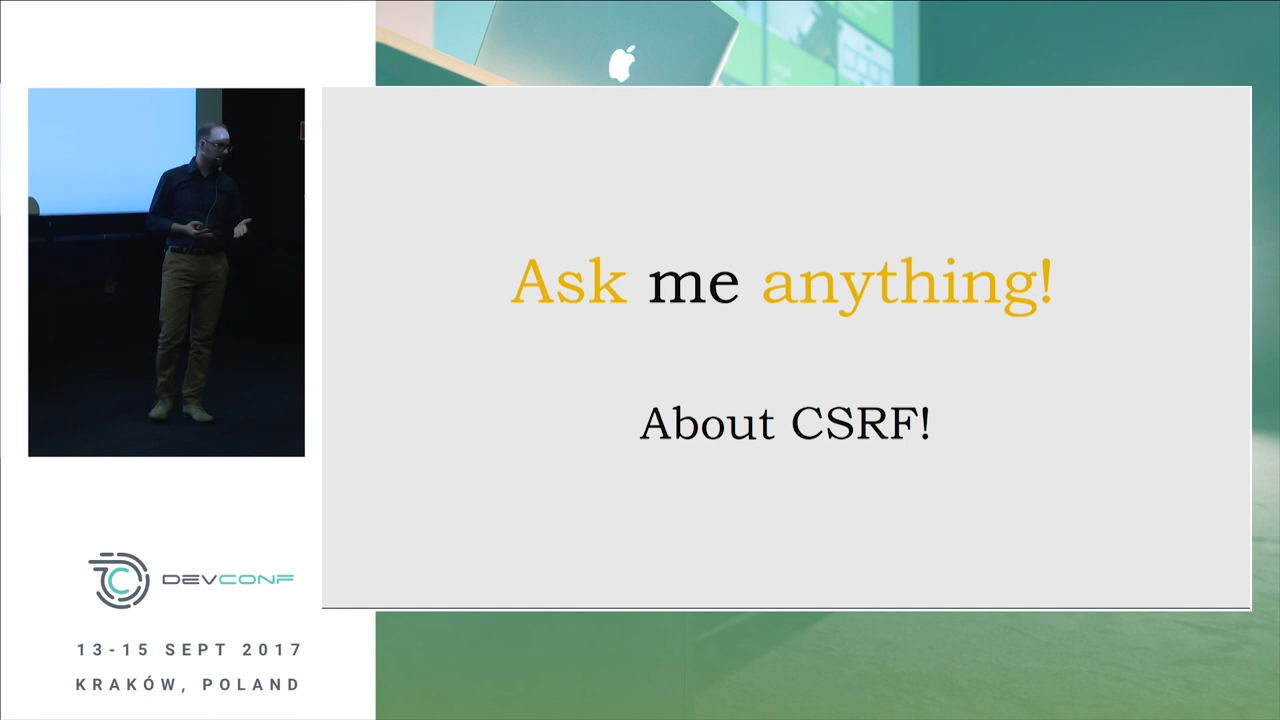 Ask me anything!
About CSRF!
DEVCONF
13-15 SEPT 2017
KRAKÓW, POLAND